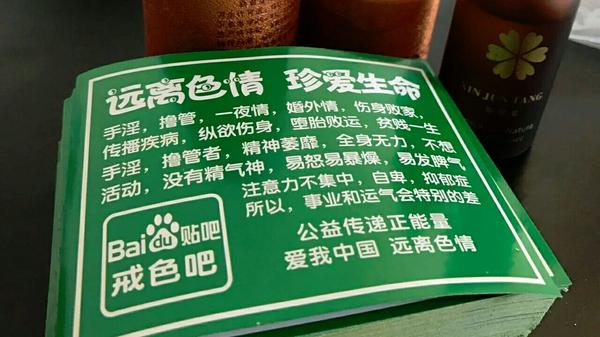 远离色情 珍爱生命
手淫，撸管，一夜情，婚外情，伤身败家，
传播疾病，纵欲伤身，堕胎败运，贫贱一生
手淫，撸管者，精神萎靡，全身无力，不想
活动，没有精气神，易怒易暴燥，易发脾气
注意力不集中，自卑，抑郁症
所以，事业和运气会特别的差
Bai du 贴吧
戒色吧
公益传递正能量
爱我中国 远离色情
XIN JUN TANG